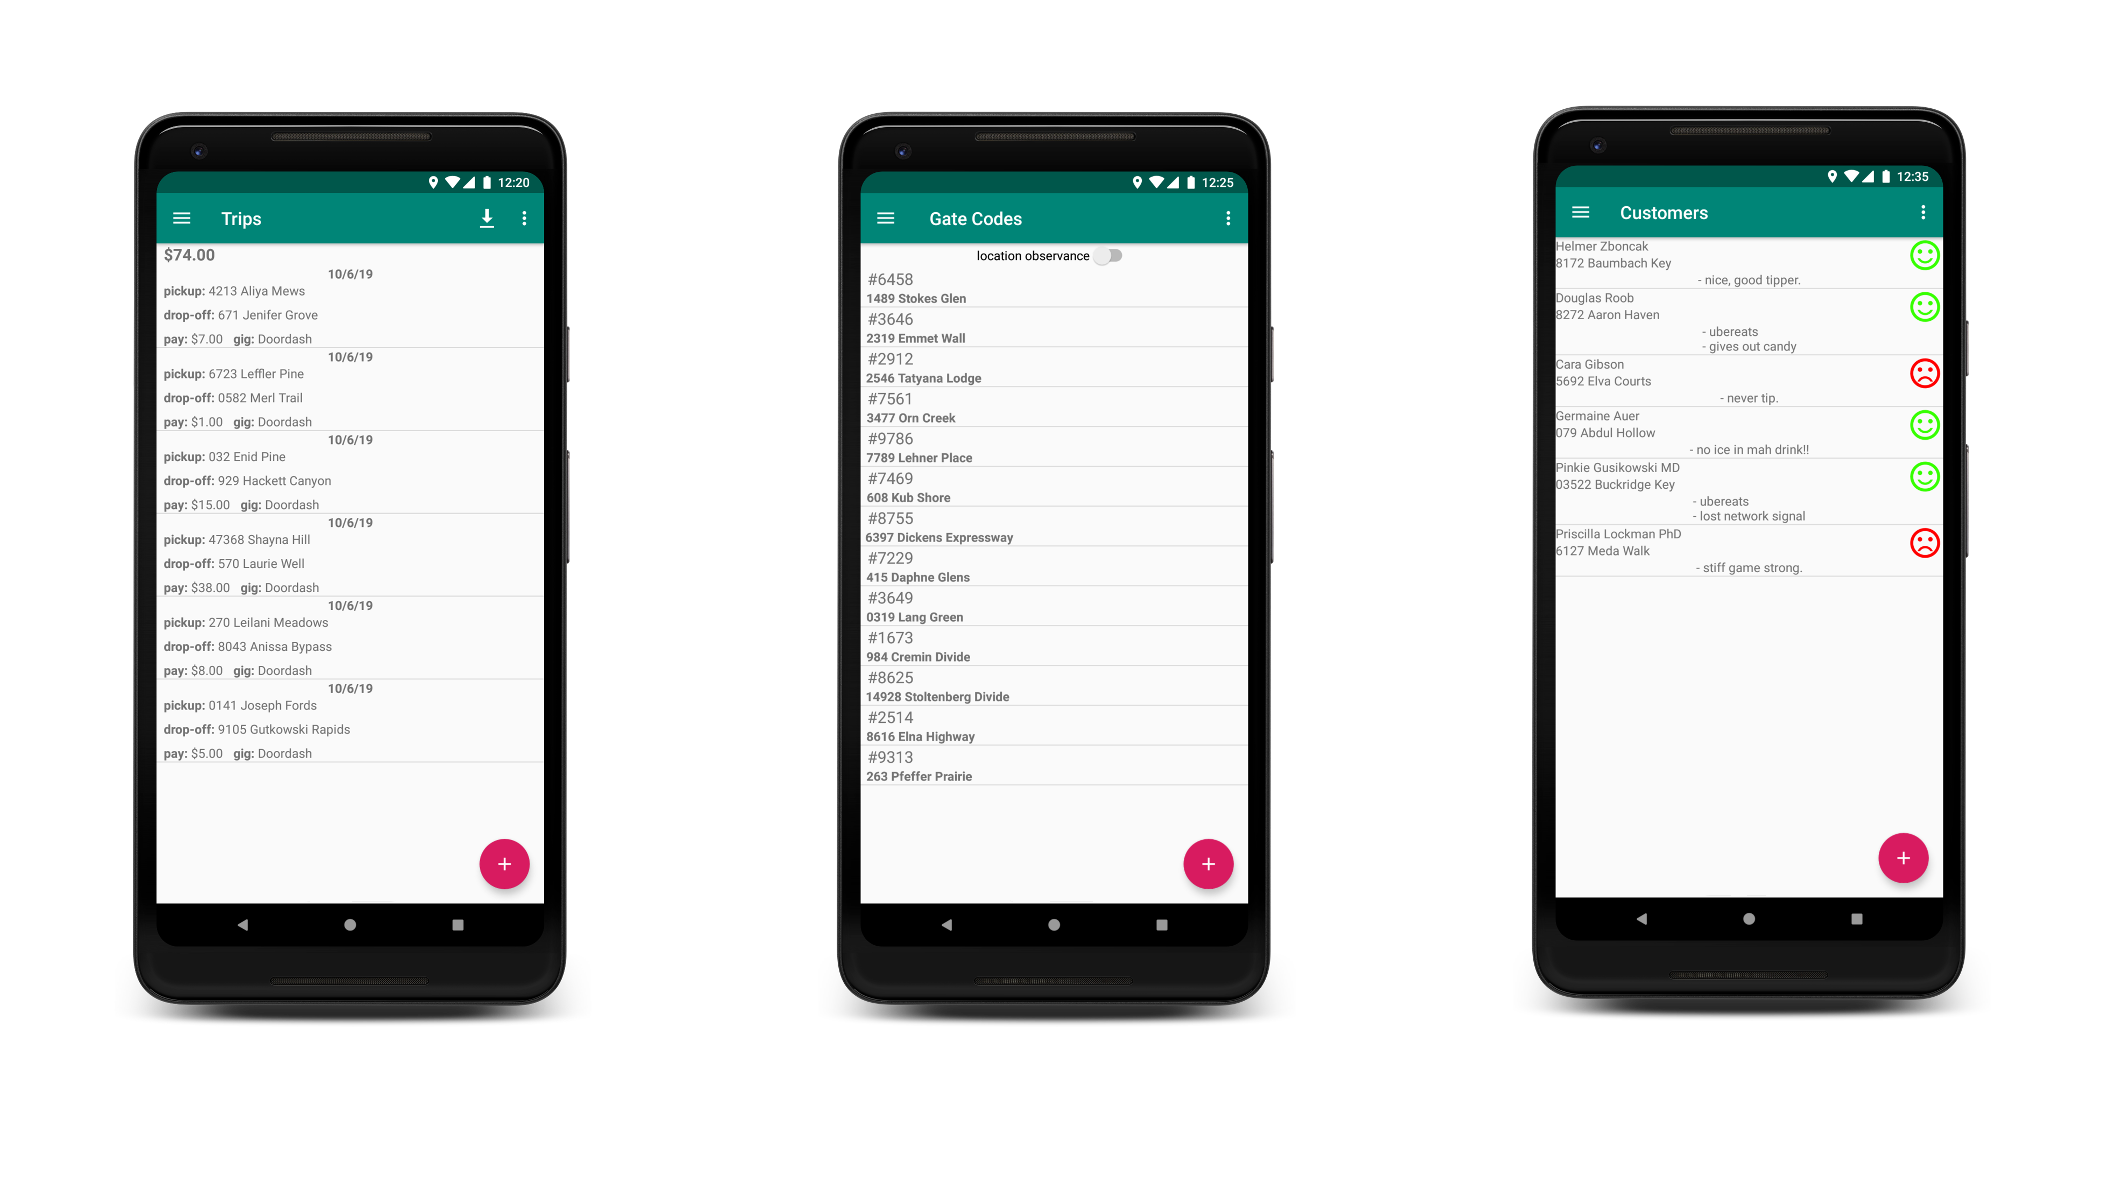 12:20
Trips
$74.00
10/6/19
pickup: 4213 Aliya Mews
drop-off: 671 Jenifer Grove
pay: $7.00 gig: Doordash
10/6/19
pickup: 6723 Leffler Pine
drop-off: 0582 Merl Trail
pay: $1.00 gig: Doordash
10/6/19
pickup: 032 Enid Pine
drop-off: 929 Hackett Canyon
pay: $15.00 gig: Doordash
10/6/19
pickup: 47368 Shayna Hill
drop-off: 570 Laurie Well
pay: $38.00 gig: Doordash
10/6/19
pickup: 270 Leilani Meadows
drop-off: 8043 Anissa Bypass
pay: $8.00 gig: Doordash
10/6/19
pickup: 0141 Joseph Fords
drop-off: 9105 Gutkowski Rapids
pay: $5.00 gig: Doordash
12:25
Gate Codes
location observance
#6458
1489 Stokes Glen
#3646
2319 Emmet Wall
#2912
2546 Tatyana Lodge
#7561
3477 Orn Creek
#9786
7789 Lehner Place
#7469
608 Kub Shore
#8755
6397 Dickens Expressway
#7229
415 Daphne Glens
#3649
0319 Lang Green
#1673
984 Cremin Divide
#8625
14928 Stoltenberg Divide
#2514
8616 Elna Highway
#9313
263 Pfeffer Prairie
12:35
Customers
Helmer Zboncak
8172 Baumbach Key
- nice, good tipper.
Douglas Roob
8272 Aaron Haven
- ubereats
- gives out candy
Cara Gibson
5692 Elva Courts
- never tip.
Germaine Auer
079 Abdul Hollow
- no ice in mah drink!!
Pinkie Gusikowski MD
03522 Buckridge Key
- ubereats
- lost network signal
Priscilla Lockman PhD
6127 Meda Walk
- stiff game strong.